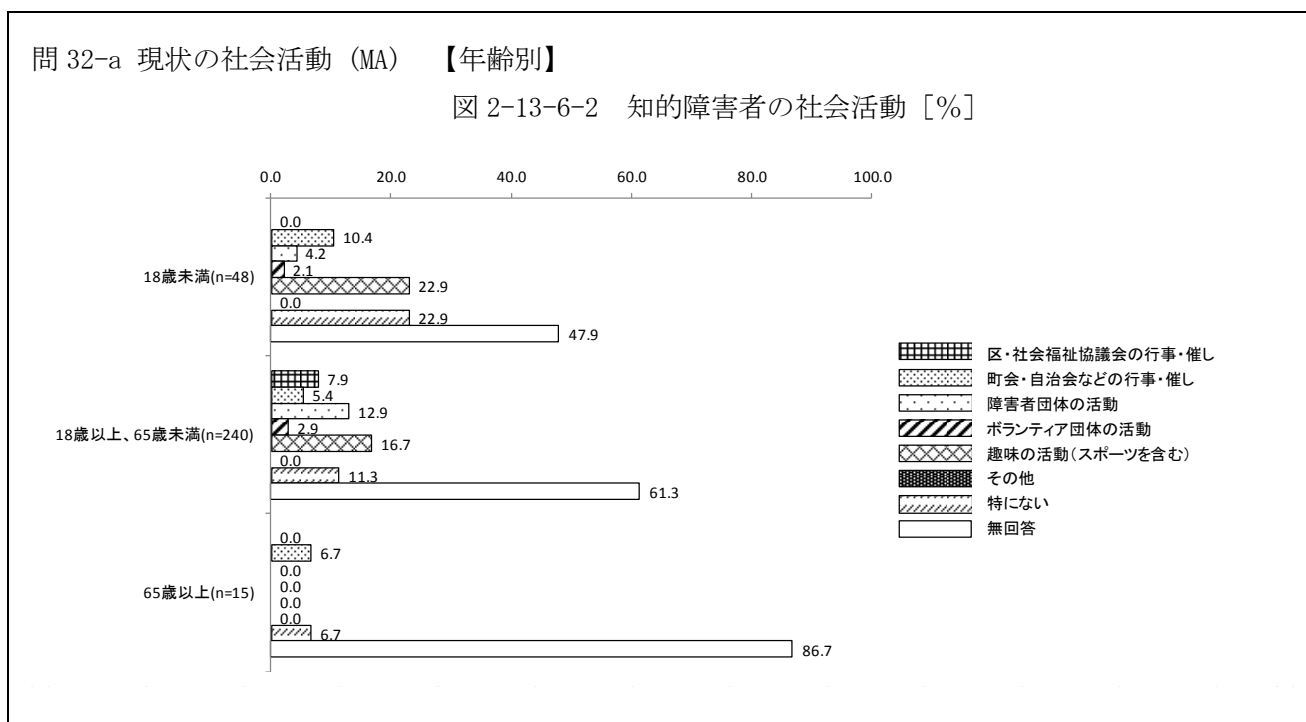 問 32-a 現状の社会活動 (MA) 【年齢別】
図 2-13-6-2 知的障害者の社会活動［%］
0.0 20.0 40.0 60.0 80.0 100.0
18歳未満(n=48)
0.0
10.4
4.2
2.1
22.9
0.0
22.9
47.9
18歳以上、65歳未満(n=240)
7.9
5.4
12.9
2.9
16.7
0.0
11.3
61.3
65歳以上(n=15)
0.0
6.7
0.0
0.0
0.0
0.0
6.7
86.7
区・社会福祉協議会の行事・催し
町会・自治会などの行事・催し
障害者団体の活動
ボランティア団体の活動
趣味の活動(スポーツを含む)
その他
特にない
無回答